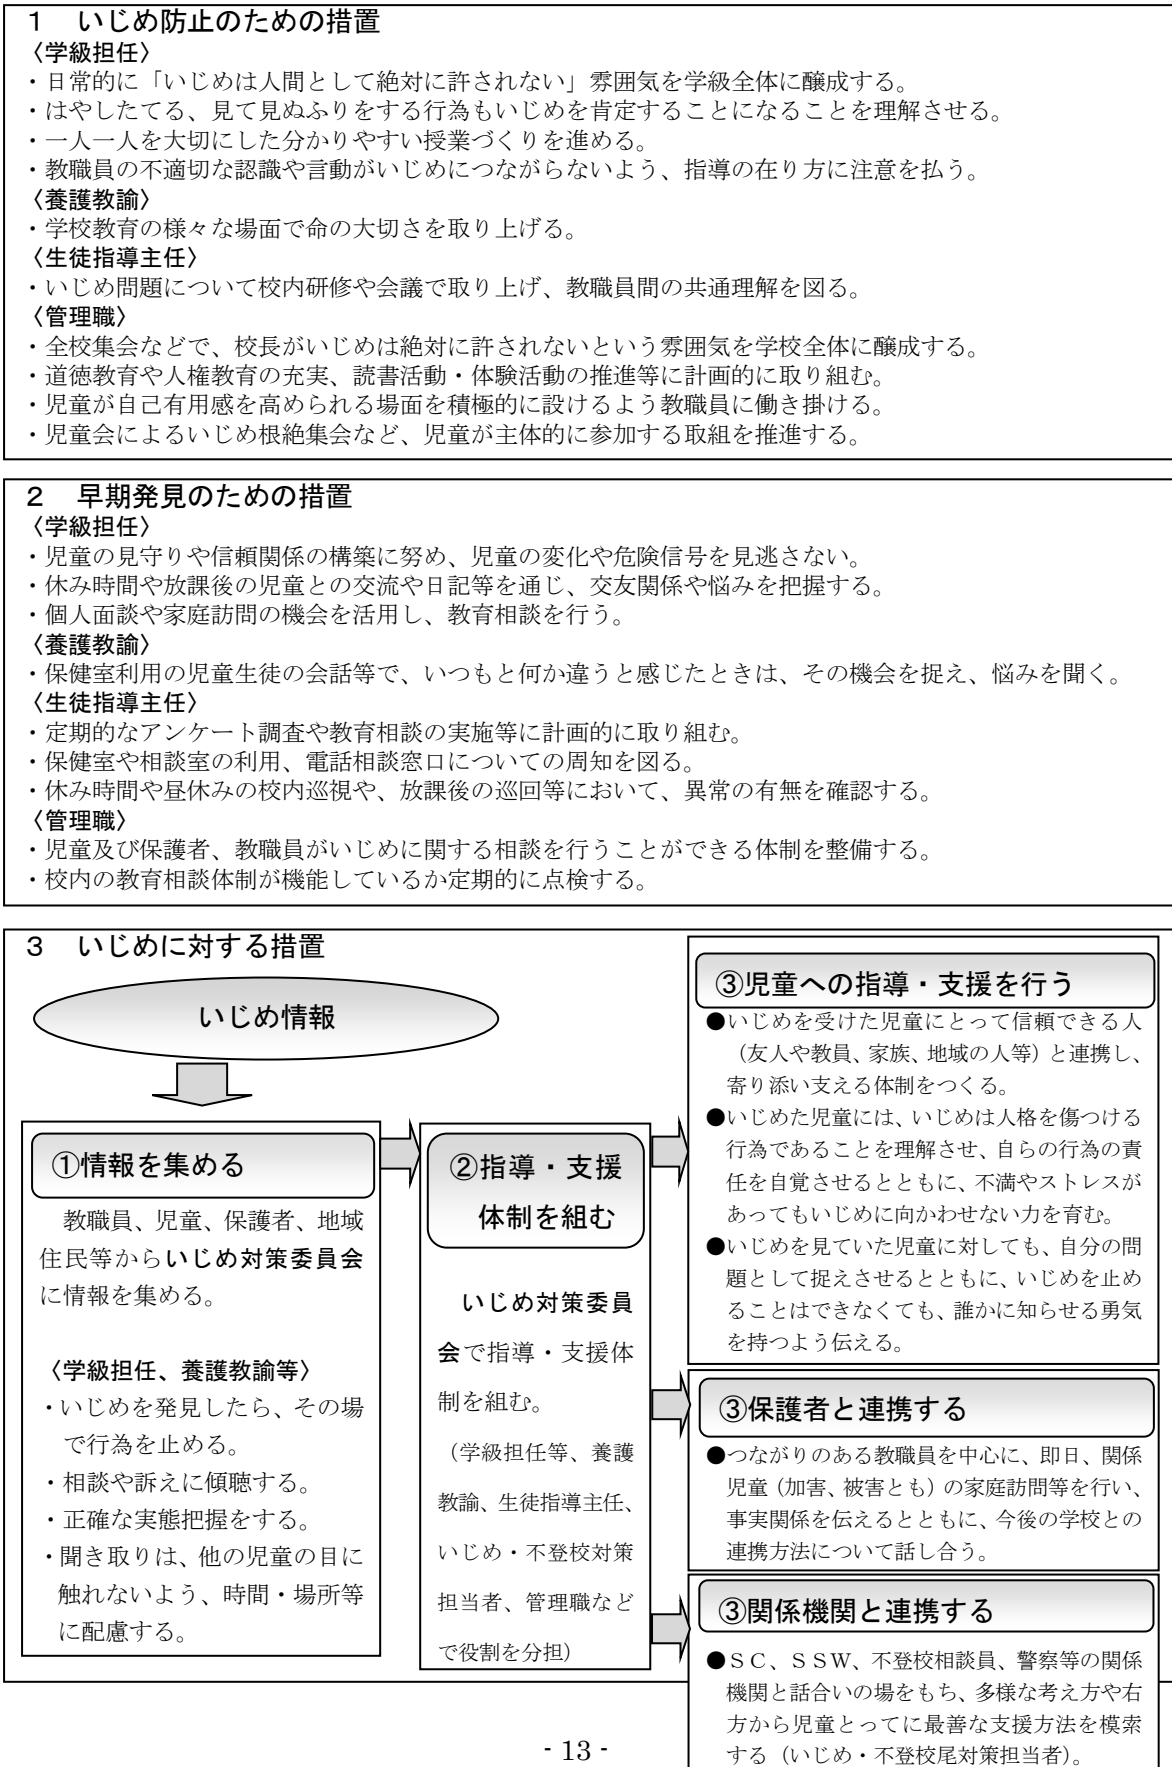 １　いじめ防止のための措置
〈学級担任〉
・日常的に「いじめは人間として絶対に許されない」雰囲気を学級全体に醸成する。
・はやしたてる、見て見ぬふりをする行為もいじめを肯定することになることを理解させる。
・一人一人を大切にした分かりやすい授業づくりを進める。
・教職員の不適切な認識や言動がいじめにつながらないよう、指導の在り方に注意を払う。
〈養護教諭〉
・学校教育の様々な場面で命の大切さを取り上げる。
〈生徒指導主任〉
・いじめ問題について校内研修や会議で取り上げ、教職員間の共通理解を図る。
〈管理職〉
・全校集会などで、校長がいじめは絶対に許されないという雰囲気を学校全体に醸成する。
・道徳教育や人権教育の充実、読書活動・体験活動の推進等に計画的に取り組む。
・児童が自己有用感を高められる場面を積極的に設けるよう教職員に働き掛ける。
・児童会によるいじめ根絶集会など、児童が主体的に参加する取組を推進する。
２　早期発見のための措置
〈学級担任〉
・児童の見守りや信頼関係の構築に努め、児童の変化や危険信号を見逃さない。
・休み時間や放課後の児童との交流や日記等を通じ、交友関係や悩みを把握する。
・個人面談や家庭訪問の機会を活用し、教育相談を行う。
〈養護教諭〉
・保健室利用の児童生徒の会話等で、いつもと何か違うと感じたときは、その機会を捉え、悩みを聞く。
〈生徒指導主任〉
・定期的なアンケート調査や教育相談の実施等に計画的に取り組む。
・保健室や相談室の利用、電話相談窓口についての周知を図る。
・休み時間や昼休みの校内巡視や、放課後の巡回等において、異常の有無を確認する。
〈管理職〉
・児童及び保護者、教職員がいじめに関する相談を行うことができる体制を整備する。
・校内の教育相談体制が機能しているか定期的に点検する。
３　いじめに対する措置
いじめ情報
①情報を集める
教職員、児童、保護者、地域
住民等からいじめ対策委員会
に情報を集める。
〈学級担任、養護教諭等〉
・いじめを発見したら、その場
で行為を止める。
・相談や訴えに傾聴する。
・正確な実態把握をする。
・聞き取りは、他の児童の目に
触れないよう、時間・場所等
に配慮する。
②指導・支援
体制を組む
いじめ対策委員
会で指導・支援体
制を組む。
（学級担任等、養護
教諭、生徒指導主任、
いじめ・不登校対策
担当者、管理職など
で役割を分担）
③児童への指導・支援を行う
●いじめを受けた児童にとって信頼できる人
（友人や教員、家族、地域の人等）と連携し、
寄り添い支える体制をつくる。
●いじめた児童には、いじめは人格を傷つける
行為であることを理解させ、自らの行為の責
任を自覚させるとともに、不満やストレスが
あってもいじめに向かわせない力を育む。
●いじめを見ていた児童に対しても、自分の問
題として捉えさせるとともに、いじめを止め
ることはできなくても、誰かに知らせる勇気
を持つよう伝える。
③保護者と連携する
●つながりのある教職員を中心に、即日、関係
児童（加害、被害とも）の家庭訪問等を行い、
事実関係を伝えるとともに、今後の学校との
連携方法について話し合う。
③関係機関と連携する
●ＳＣ、ＳＳＷ、不登校相談員、警察等の関係
機関と話合いの場をもち、多様な考え方や右
方から児童とってに最善な支援方法を模索
する（いじめ・不登校尾対策担当者）。
- 13 -